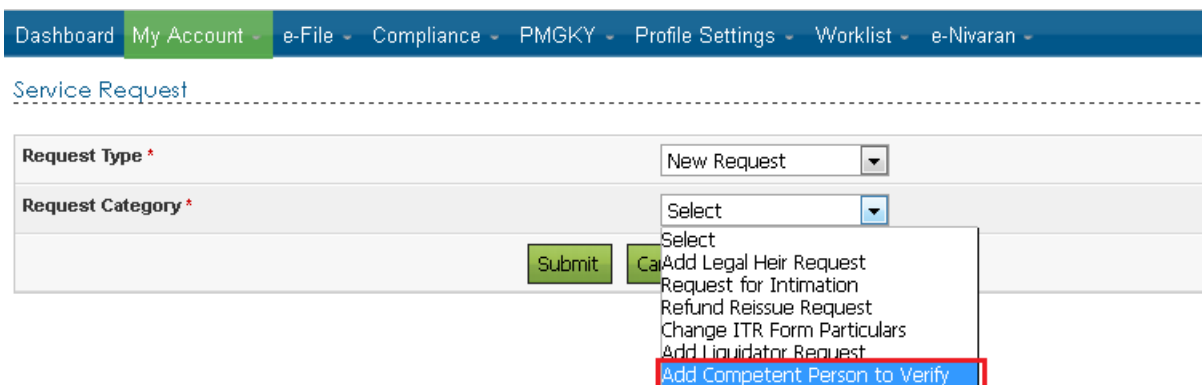 Dashboard My Account e-File Compliance PMGKY Profile Settings Worklist e-Nivaran
Service Request
Request Type * New Request
Request Category * Select
Select
Submit Ca Add Legal Heir Request
Request for Intimation
Refund Reissue Request
Change ITR Form Particulars
Add Liquidator Request
Add Competent Person to Verify